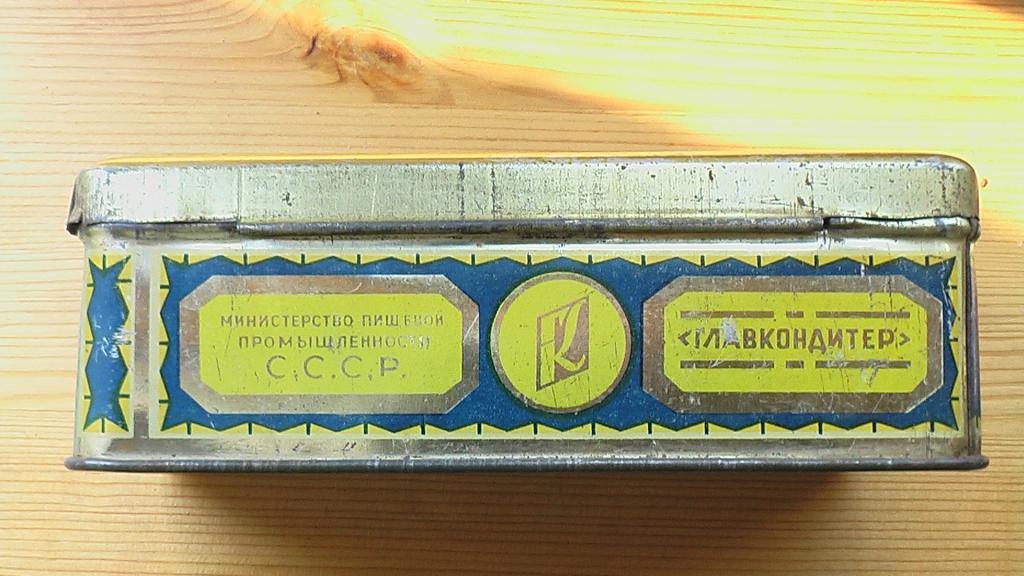 МИНИСТЕРСТВО ПИЩЕВОЙ
ПРОМЫШЛЕННОСТИ
С.С.С.Р.
К
<ГЛАВКОНДИТЕР>